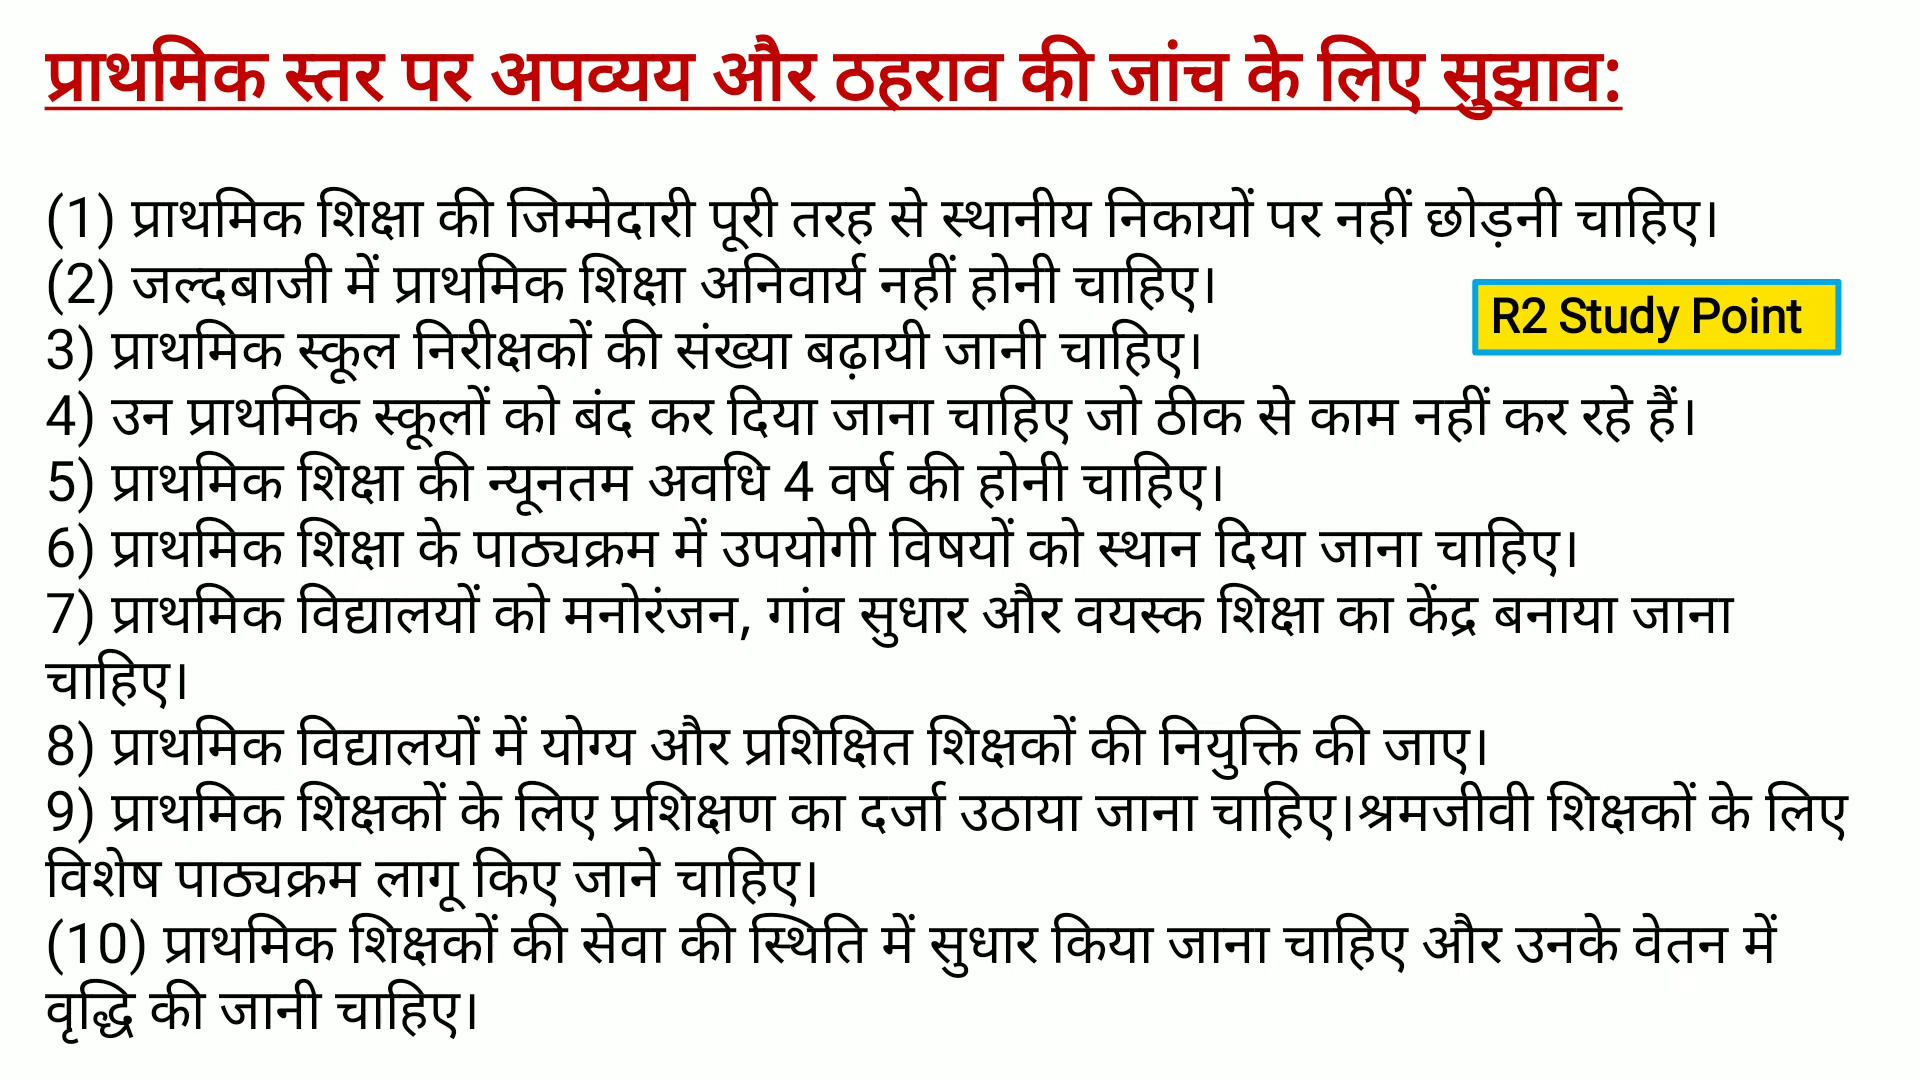 प्राथमिक स्तर पर अपव्यय और ठहराव की जांच के लिए सुझाव:
(1) प्राथमिक शिक्षा की जिम्मेदारी पूरी तरह से स्थानीय निकायों पर नहीं छोड़नी चाहिए।
(2) जल्दबाजी में प्राथमिक शिक्षा अनिवार्य नहीं होनी चाहिए।
R2 Study Point
3) प्राथमिक स्कूल निरीक्षकों की संख्या बढ़ायी जानी चाहिए।
4) उन प्राथमिक स्कूलों को बंद कर दिया जाना चाहिए जो ठीक से काम नहीं कर रहे हैं।
5) प्राथमिक शिक्षा की न्यूनतम अवधि 4 वर्ष की होनी चाहिए।
6) प्राथमिक शिक्षा के पाठ्यक्रम में उपयोगी विषयों को स्थान दिया जाना चाहिए।
7) प्राथमिक विद्यालयों को मनोरंजन, गांव सुधार और वयस्क शिक्षा का केंद्र बनाया जाना
चाहिए।
8) प्राथमिक विद्यालयों में योग्य और प्रशिक्षित शिक्षकों की नियुक्ति की जाए।
9) प्राथमिक शिक्षकों के लिए प्रशिक्षण का दर्जा उठाया जाना चाहिए।श्रमजीवी शिक्षकों के लिए
विशेष पाठ्यक्रम लागू किए जाने चाहिए।
(10) प्राथमिक शिक्षकों की सेवा की स्थिति में सुधार किया जाना चाहिए और उनके वेतन में
वृद्धि की जानी चाहिए।